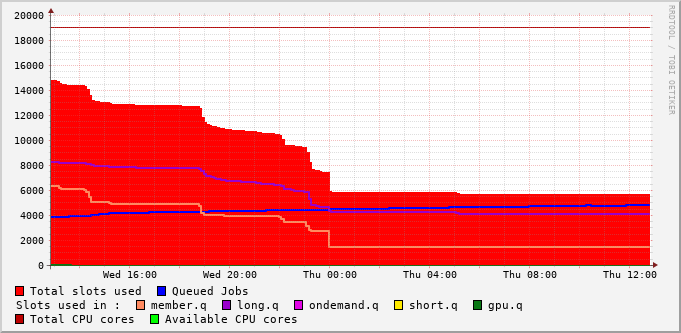 20000
18000
16000
14000
12000
10000
8000
6000
4000
2000
0
Wed 16:00 Wed 20:00 Thu 00:00 Thu 04:00 Thu 08:00 Thu 12:00
RRDTOOL / TOBI OETIKER
Total slots used Queued Jobs
Slots used in : member.q long.q ondemand.q short.q gpu.q
Total CPU cores Available CPU cores